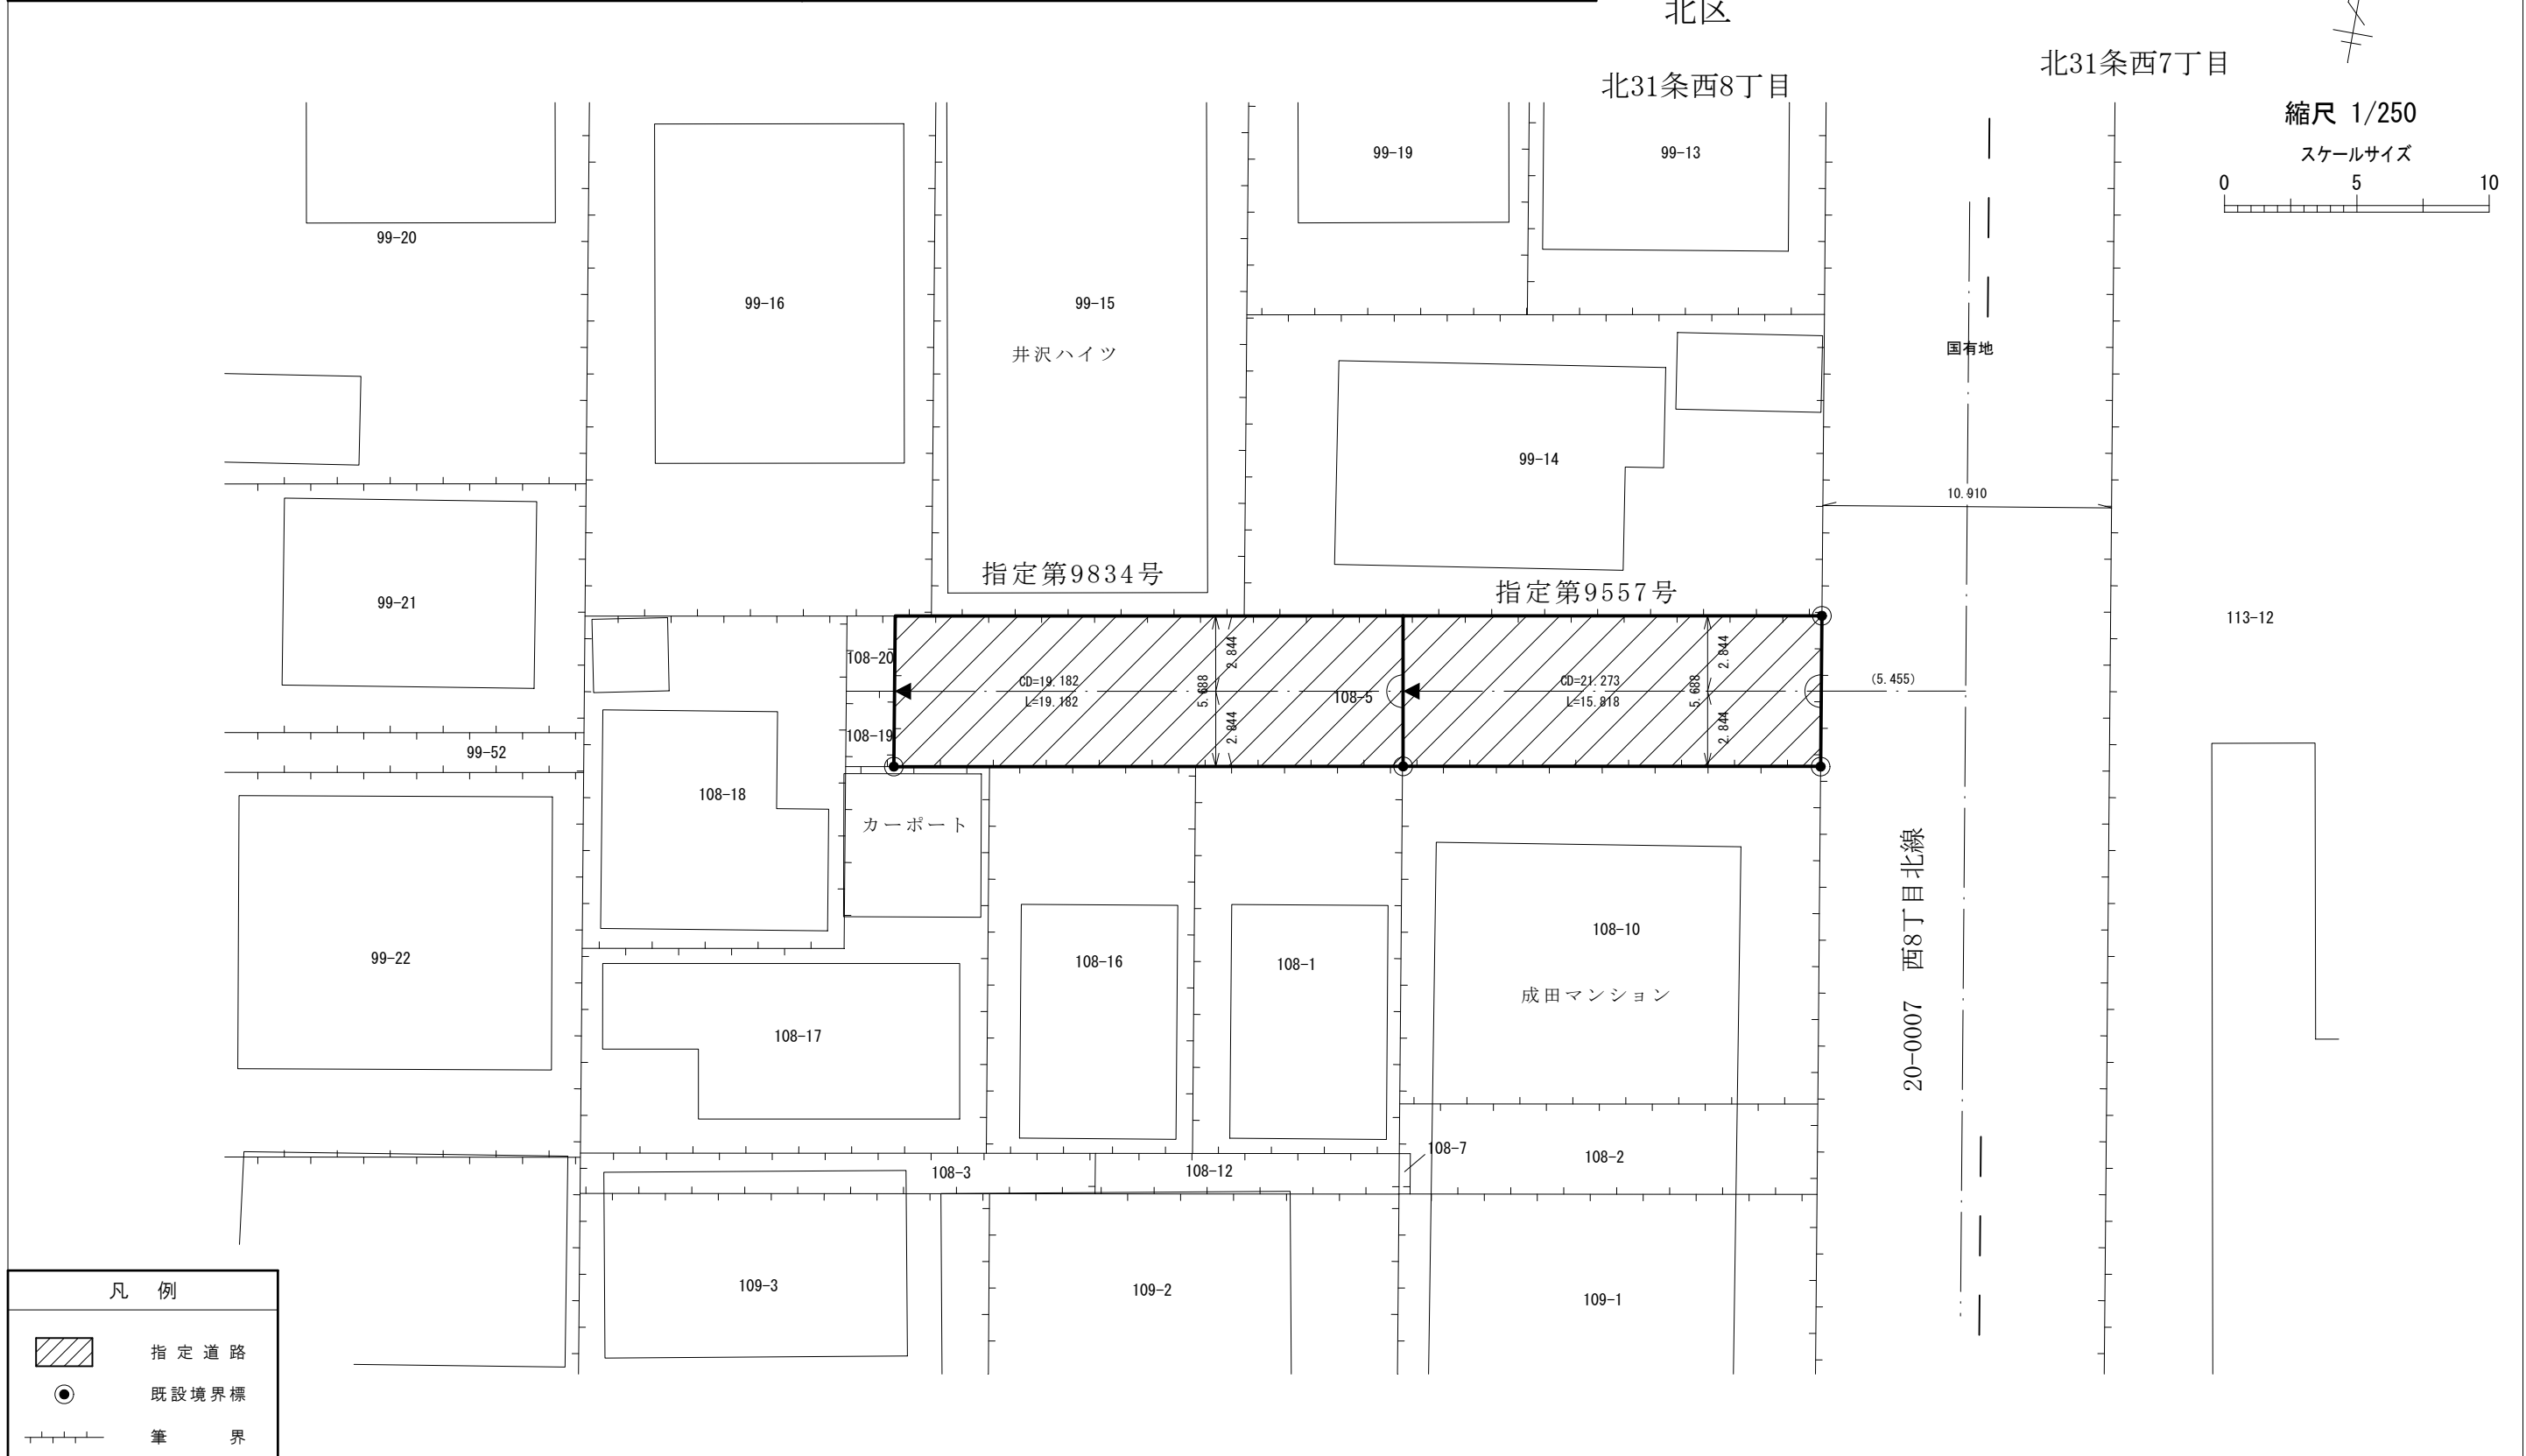 北区
北31条西7丁目
北31条西8丁目
縮尺 1/250
スケールサイズ
0 5 10
99-19
99-13
99-20
99-16
99-15
井沢ハイツ
国有地
99-14
10.910
指定第9834号
指定第9557号
99-21
113-12
108-20
CD=19.182
L=19.182
2.844
5.688
2.844
108-5
CD=21.273
L=15.818
2.844
5.688
2.844
(5.455)
108-19
99-52
108-18
カーポート
20-0007 西8丁目北線
108-10
99-22
108-16
108-1
成田マンション
108-17
108-7
108-2
108-3
108-12
109-3
109-2
109-1
凡 例
指定道路
既設境界標
筆 界